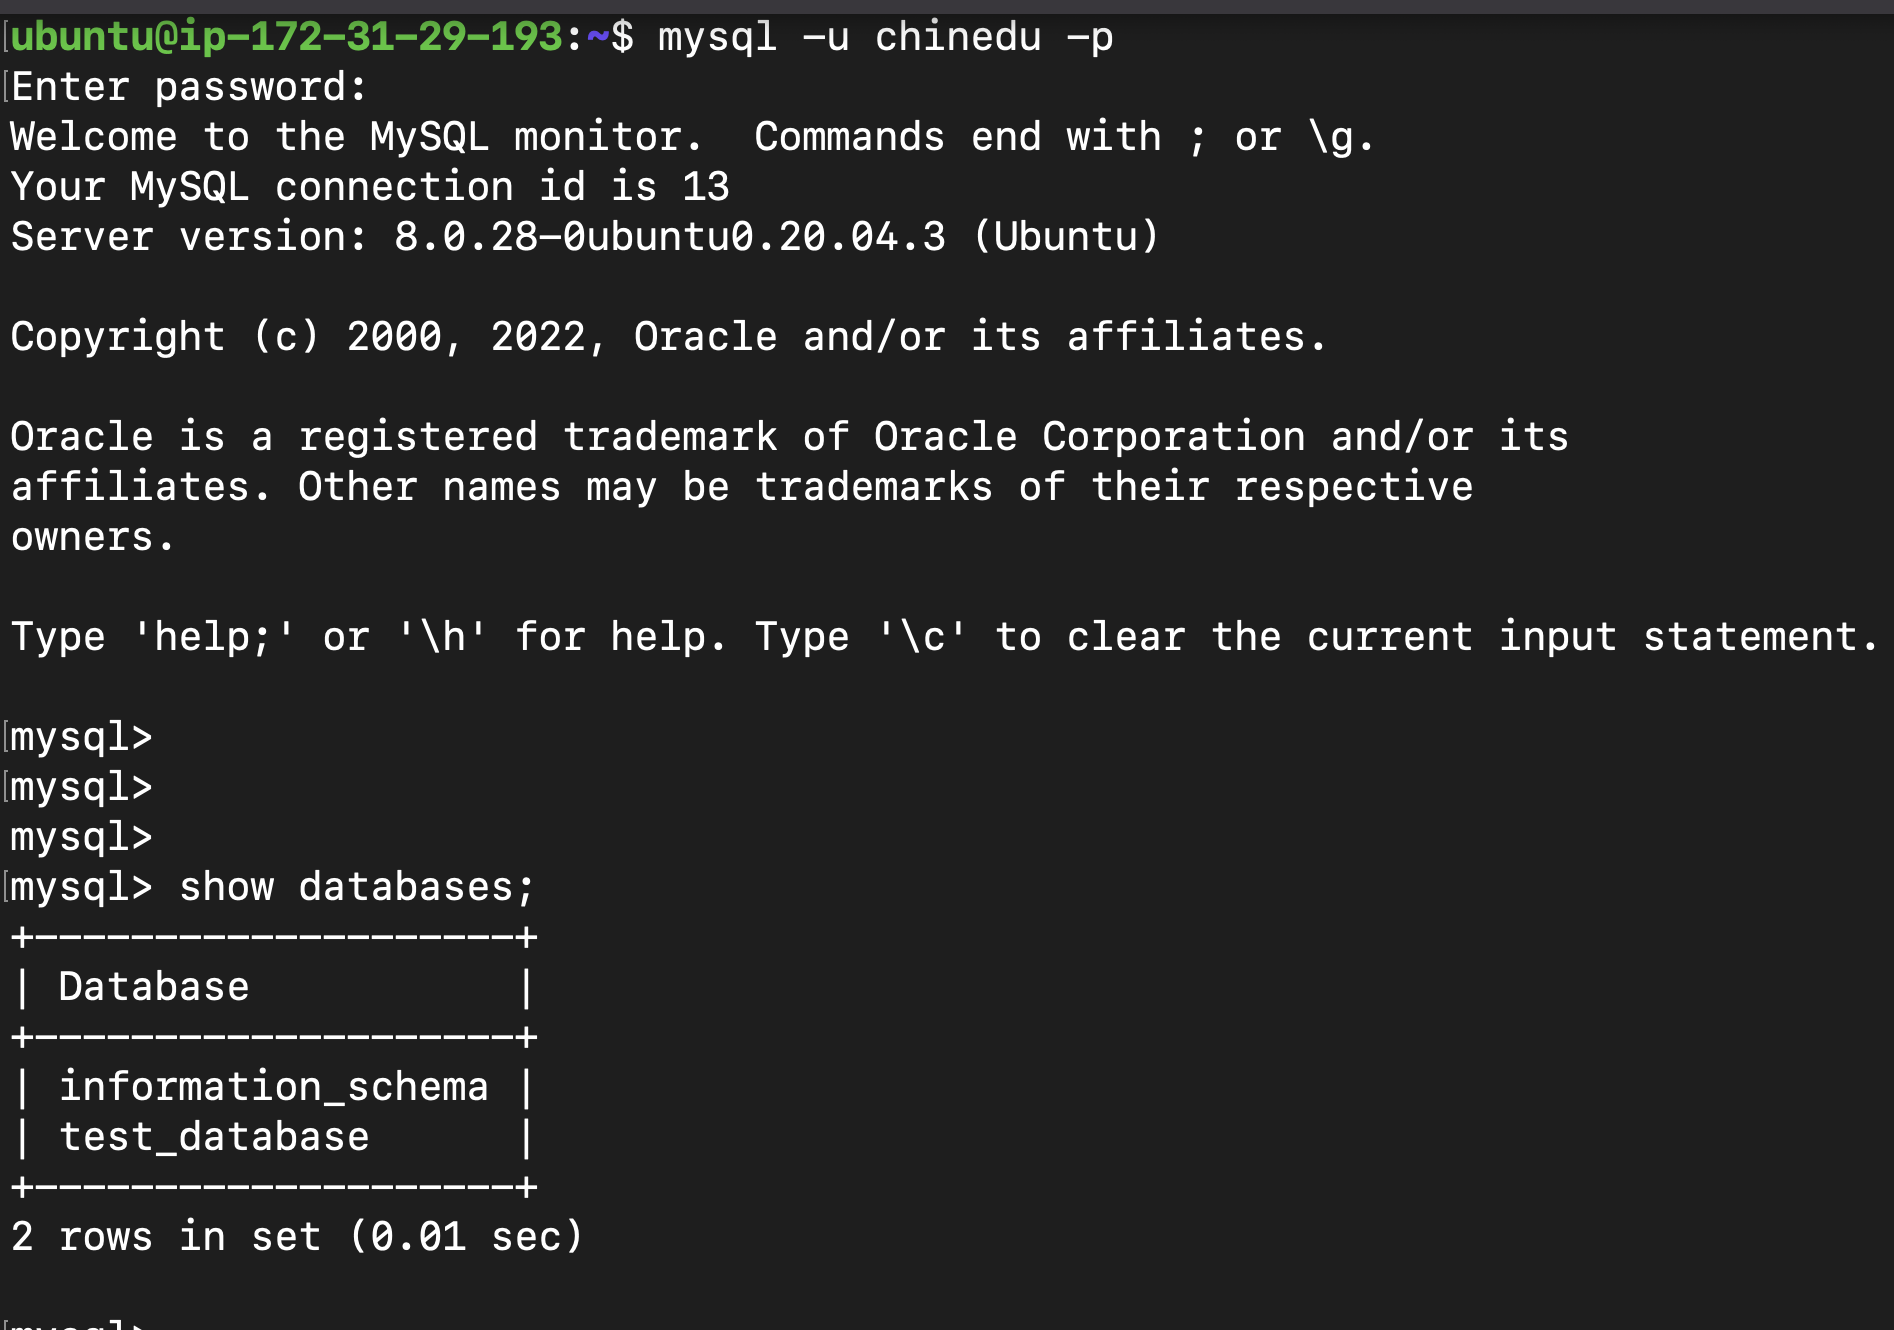 ubuntu@ip-172-31-29-193:~$ mysql -u chinedu -p
Enter password:
Welcome to the MySQL monitor.  Commands end with ; or \g.
Your MySQL connection id is 13
Server version: 8.0.28-0ubuntu0.20.04.3 (Ubuntu)

Copyright (c) 2000, 2022, Oracle and/or its affiliates.

Oracle is a registered trademark of Oracle Corporation and/or its
affiliates. Other names may be trademarks of their respective
owners.

Type 'help;' or '\h' for help. Type '\c' to clear the current input statement.

mysql>
mysql>
mysql>
mysql> show databases;
+--------------------+
| Database           |
+--------------------+
| information_schema |
| test_database      |
+--------------------+
2 rows in set (0.01 sec)

mysql>